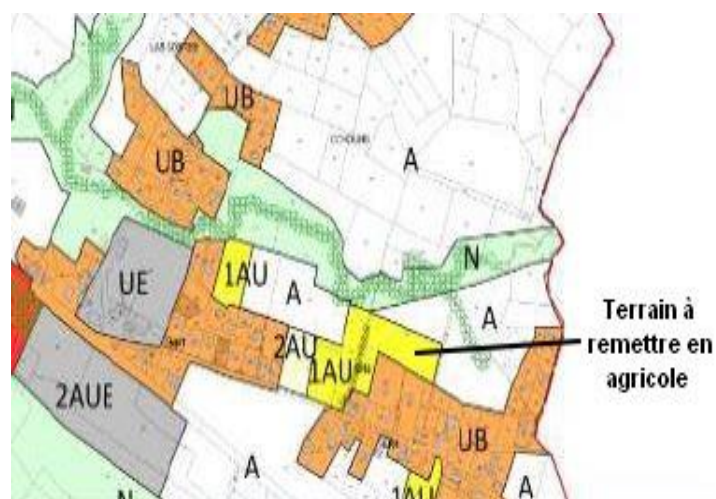 UB
UB
A
N
UE
1AU
A
A
2AU
1AU
Terrain à
remettre en
agricole
2AUE
UB
A
A
1AU
N